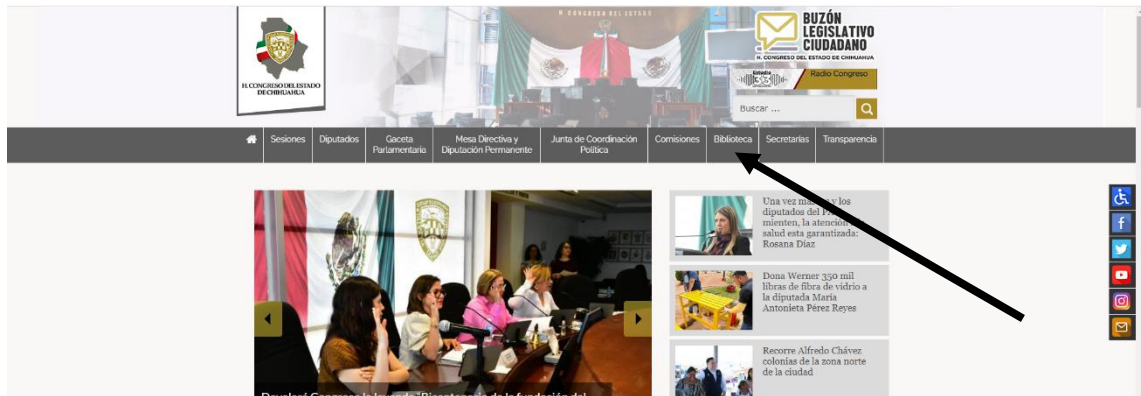 H. CONGRESO DEL ESTADO
DE CHIHUAHUA
H CONGRESO DEL ESTADO
BUZÓN
LEGISLATIVO
CIUDADANO
H. CONGRESO DEL ESTADO DE CHIHUAHUA
Estudio
Radio Congreso
Buscar ...
Sesiones
Diputados
Gaceta
Parlamentaria
Mesa Directiva y
Diputación Permanente
Junta de Coordinación
Política
Comisiones
Biblioteca
Secretarías
Transparencia
Una vez más y los
diputados del
mienten, la atención
salud esta garantizada:
Rosana Díaz
Dona Werner 350 mil
libras de fibra de vidrio a
la diputada María
Antonieta Pérez Reyes
Recorre Alfredo Chávez
colonias de la zona norte
de la ciudad